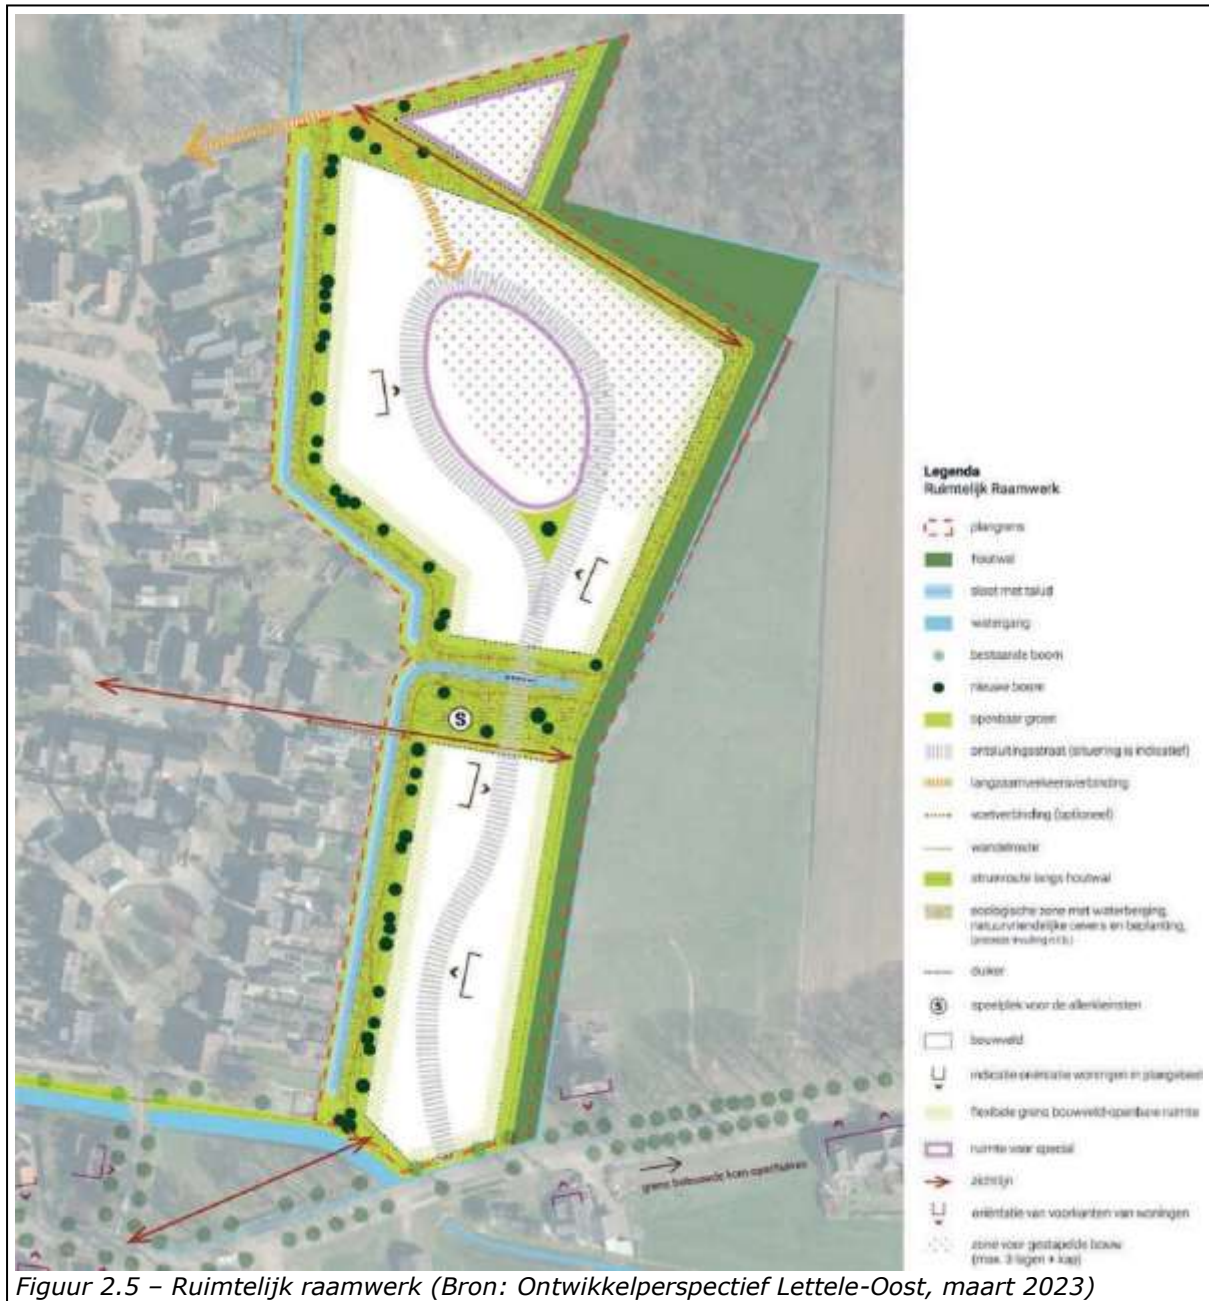 grens bebouwde kom opschuiven
Legenda
Ruimtelijk Raamwerk
plangrens
houtwal
sloot met talud
watergang
bestaande boom
nieuwe boom
openbaar groen
ontsluitingsstraat (situering is indicatief)
langzaamverkeersverbinding
voetverbinding (optioneel)
wandelroute
struinroute langs houtwal
ecologische zone met waterberging,
natuurvriendelijke oevers en beplanting,
(precieze invulling n.t.b.)
duiker
S
speelplek voor de allerkleinsten
bouwveld
indicatie oriëntatie woningen in plangebied
flexibele grens bouwveld-openbare ruimte
ruimte voor special
zichtlijn
oriëntatie van voorkanten van woningen
zone voor gestapelde bouw
(max. 3 lagen + kap)
S
Figuur 2.5 – Ruimtelijk raamwerk (Bron: Ontwikkelperspectief Lettele-Oost, maart 2023)